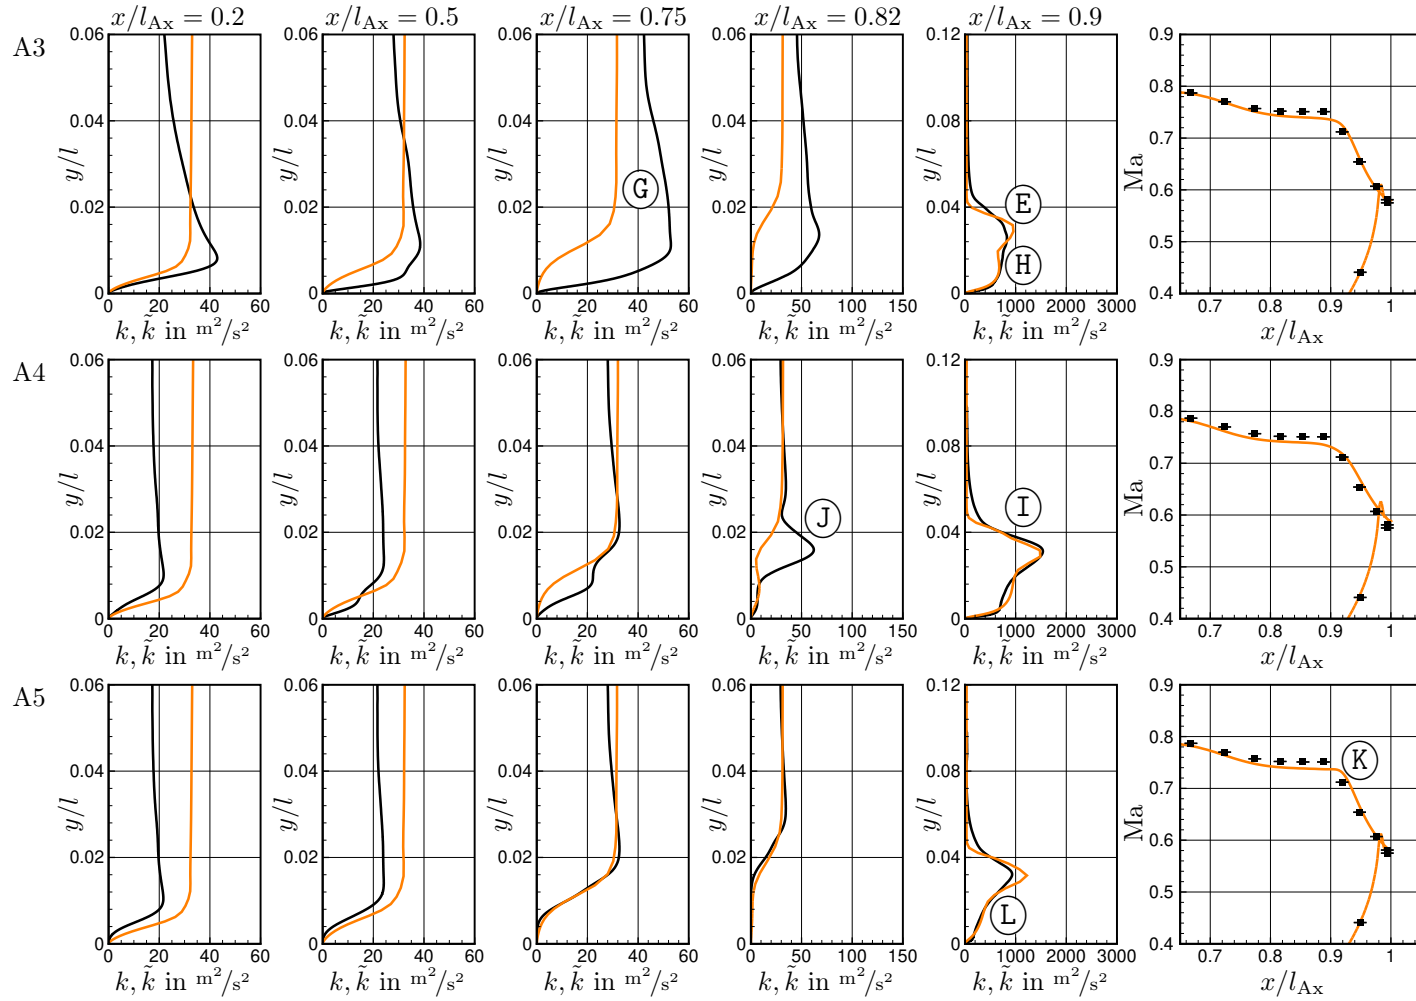 x/l_Ax = 0.2 x/l_Ax = 0.5 x/l_Ax = 0.75 x/l_Ax = 0.82 x/l_Ax = 0.9
A3
0.06 0.06 0.06 0.06 0.12 0.9
0.04 0.04 0.04 0.04 0.08 0.8
0.02 0.02 0.02 0.02 0.04 0.7
0.6
0.5
0 0 0 0 0 0.4
y/l y/l y/l y/l y/l Ma
G E H
0 20 40 60 0 20 40 60 0 20 40 60 0 50 100 150 0 1000 2000 3000 0.7 0.8 0.9 1
k, k̃ in m²/s² k, k̃ in m²/s² k, k̃ in m²/s² k, k̃ in m²/s² k, k̃ in m²/s² x/l_Ax
A4
0.06 0.06 0.06 0.06 0.12 0.9
0.04 0.04 0.04 0.04 0.08 0.8
0.02 0.02 0.02 0.02 0.04 0.7
0.6
0.5
0 0 0 0 0 0.4
y/l y/l y/l y/l y/l Ma
J I
0 20 40 60 0 20 40 60 0 20 40 60 0 50 100 150 0 1000 2000 3000 0.7 0.8 0.9 1
k, k̃ in m²/s² k, k̃ in m²/s² k, k̃ in m²/s² k, k̃ in m²/s² k, k̃ in m²/s² x/l_Ax
A5
0.06 0.06 0.06 0.06 0.12 0.9
0.04 0.04 0.04 0.04 0.08 0.8
0.02 0.02 0.02 0.02 0.04 0.7
0.6
0.5
0 0 0 0 0 0.4
y/l y/l y/l y/l y/l Ma
K L
0 20 40 60 0 20 40 60 0 20 40 60 0 50 100 150 0 1000 2000 3000 0.7 0.8 0.9 1
k, k̃ in m²/s² k, k̃ in m²/s² k, k̃ in m²/s² k, k̃ in m²/s² k, k̃ in m²/s² x/l_Ax